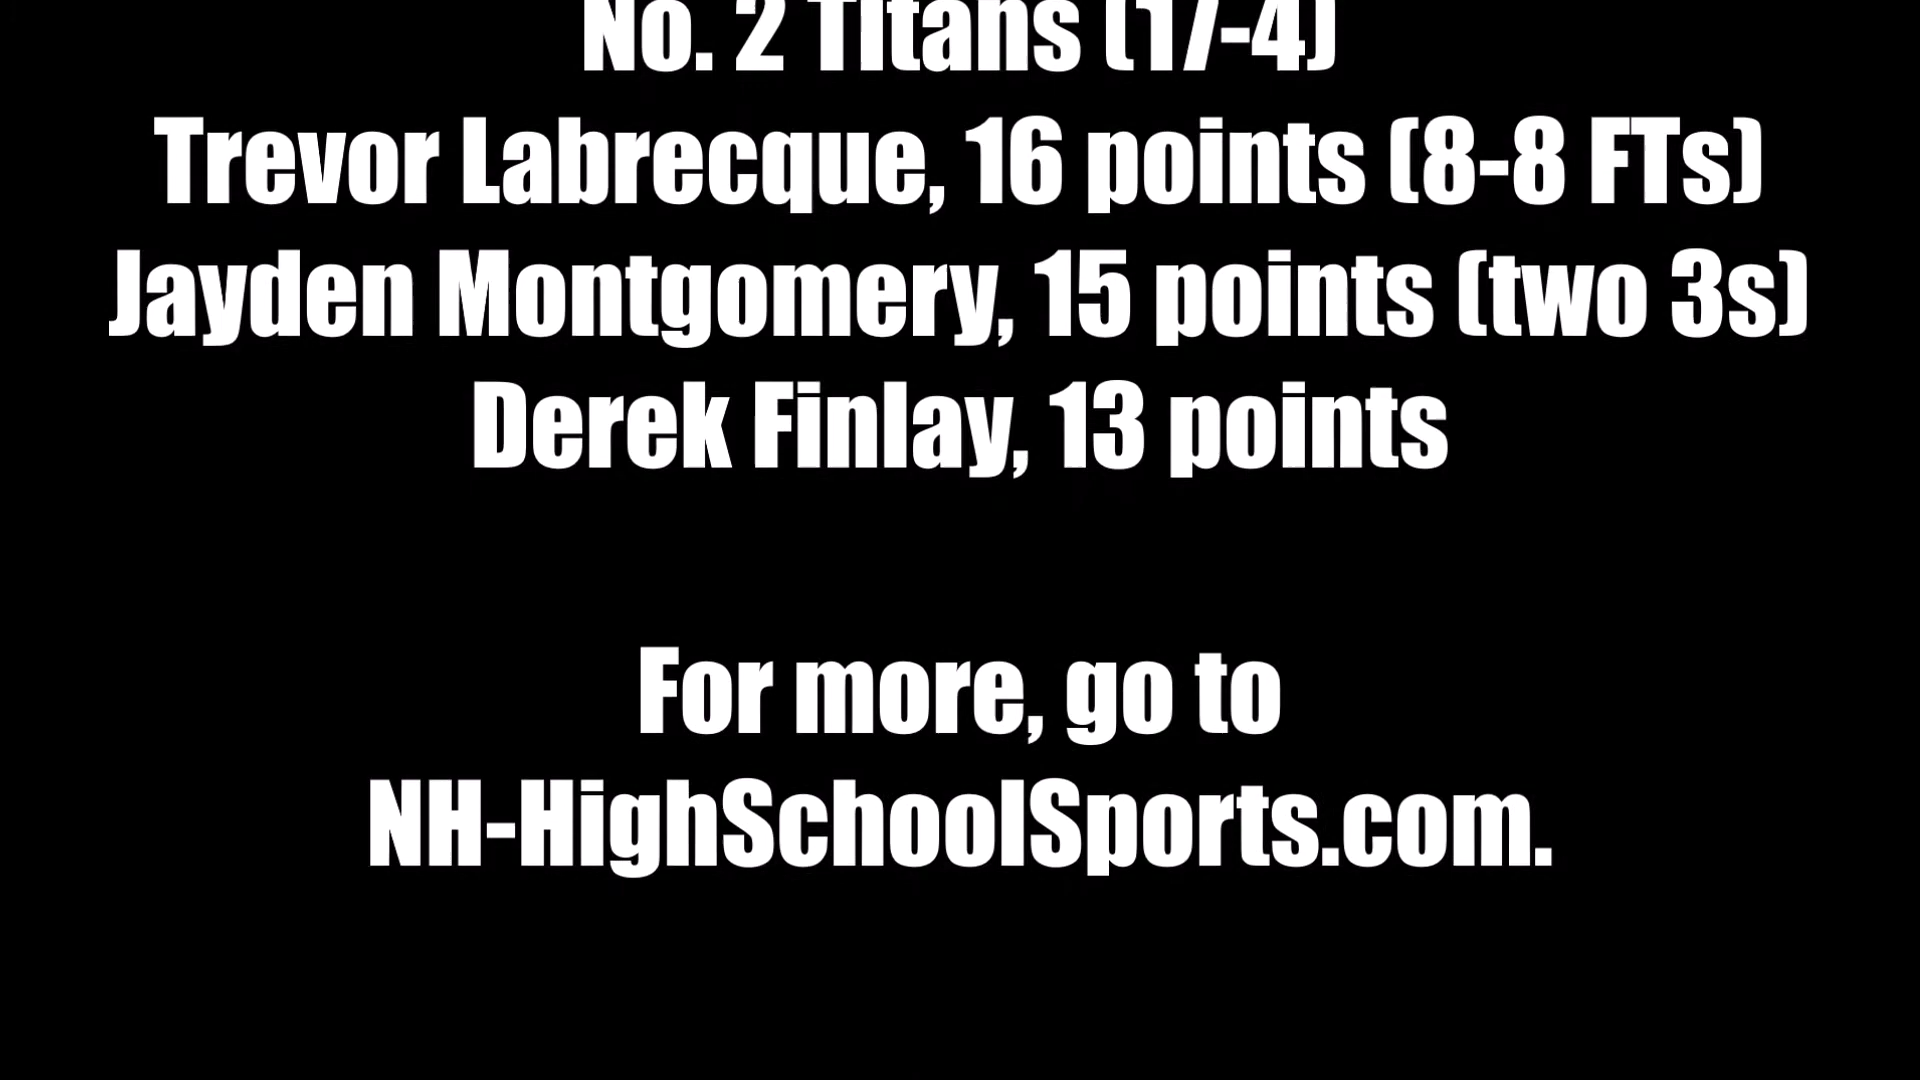 No. 2 Titans (17-4)
Trevor Labrecque, 16 points (8-8 FTs)
Jayden Montgomery, 15 points (two 3s)
Derek Finlay, 13 points
For more, go to
NH-HighSchoolSports.com.